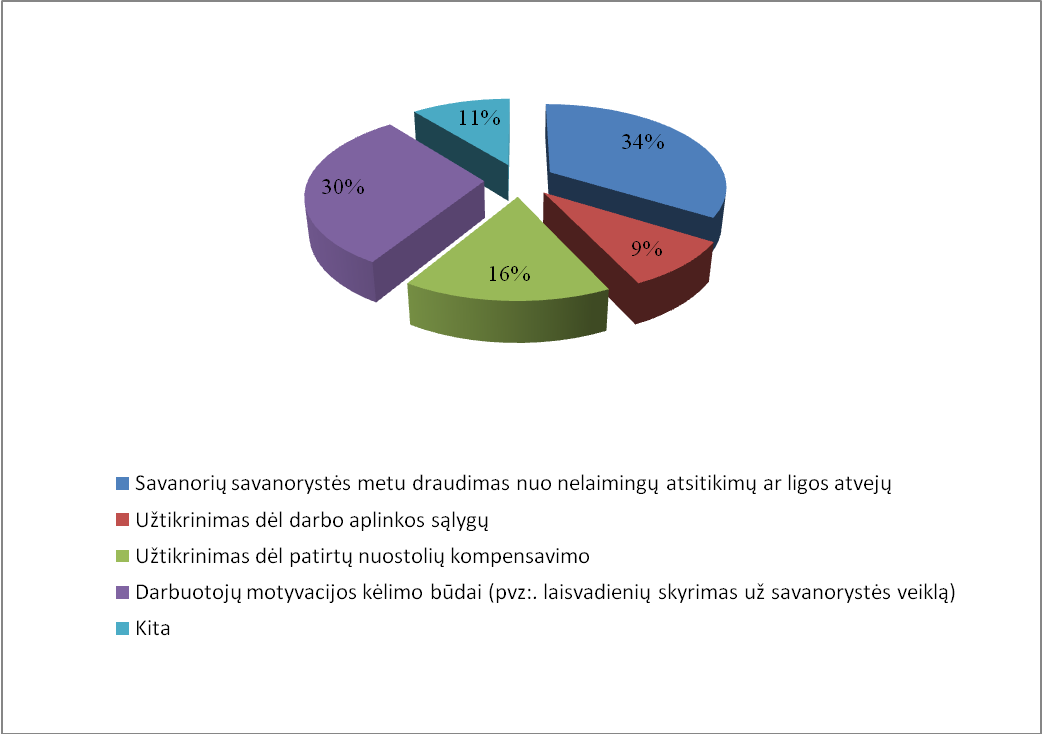 11%
34%
30%
9%
16%
Savanorių savanorystės metu draudimas nuo nelaimingų atsitikimų ar ligos atvejų
Užtikrinimas dėl darbo aplinkos sąlygų
Užtikrinimas dėl patirtų nuostolių kompensavimo
Darbuotojų motyvacijos kėlimo būdai (pvz:. laisvadienių skyrimas už savanorystės veiklą)
Kita